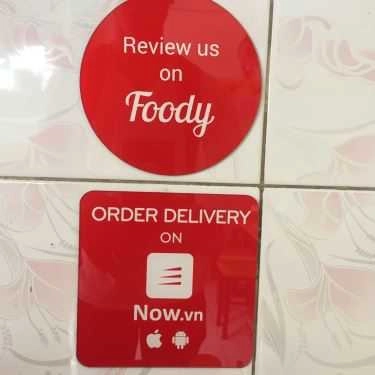 Review us
on
Foody
ORDER DELIVERY
ON
Now.vn